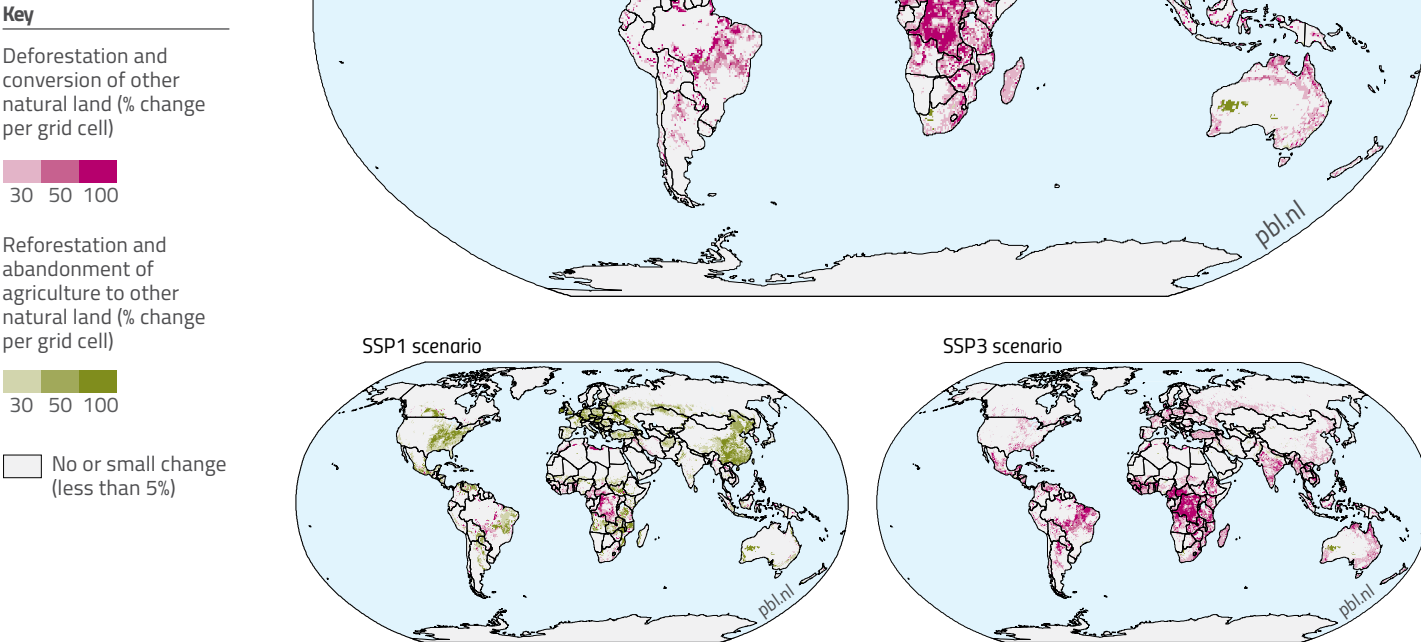 Key
Deforestation and
conversion of other
natural land (% change
per grid cell)
30 50 100
Reforestation and
abandonment of
agriculture to other
natural land (% change
per grid cell)
30 50 100
No or small change
(less than 5%)
pbl.nl
SSP1 scenario
pbl.nl
SSP3 scenario
pbl.nl